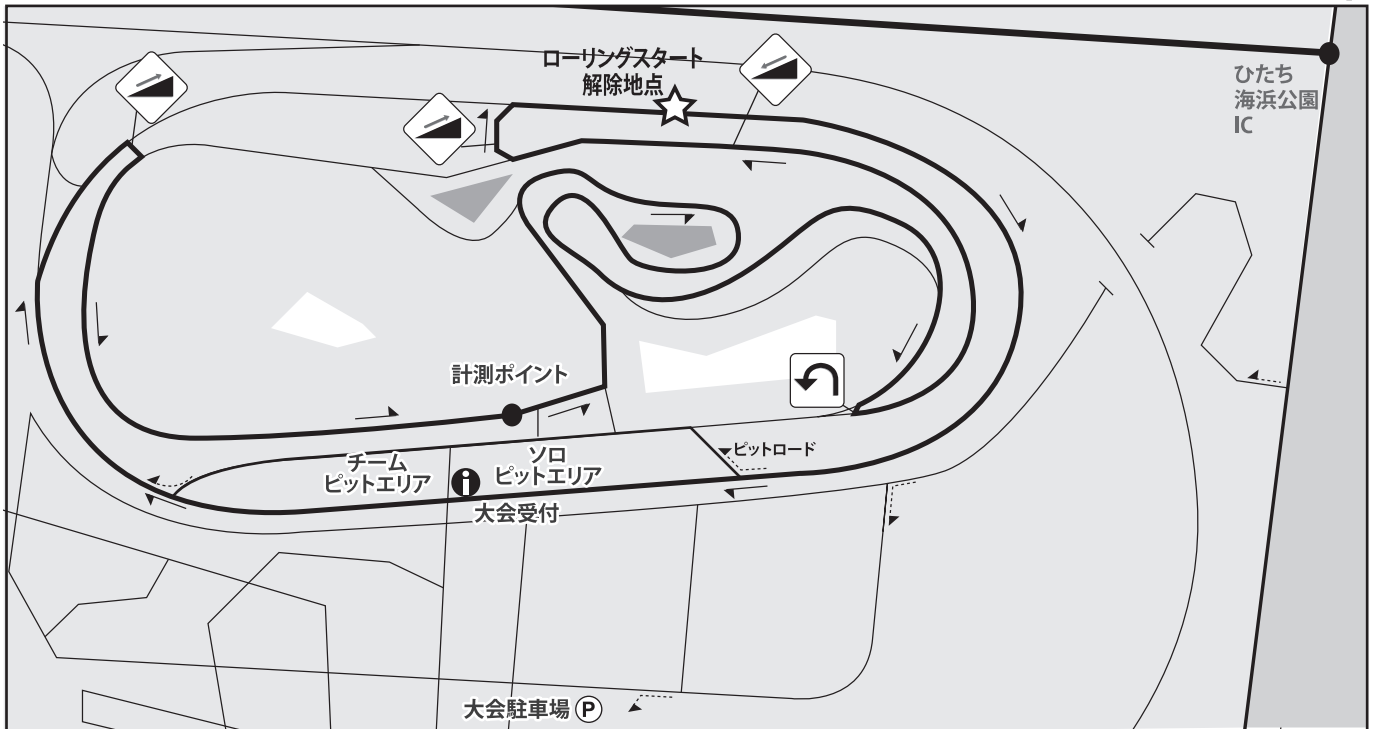 ローリングスタート
解除地点
ひたち
海浜公園
IC
計測ポイント
チーム
ピットエリア
ソロ
ピットエリア
ピットロード
i
大会受付
大会駐車場 P